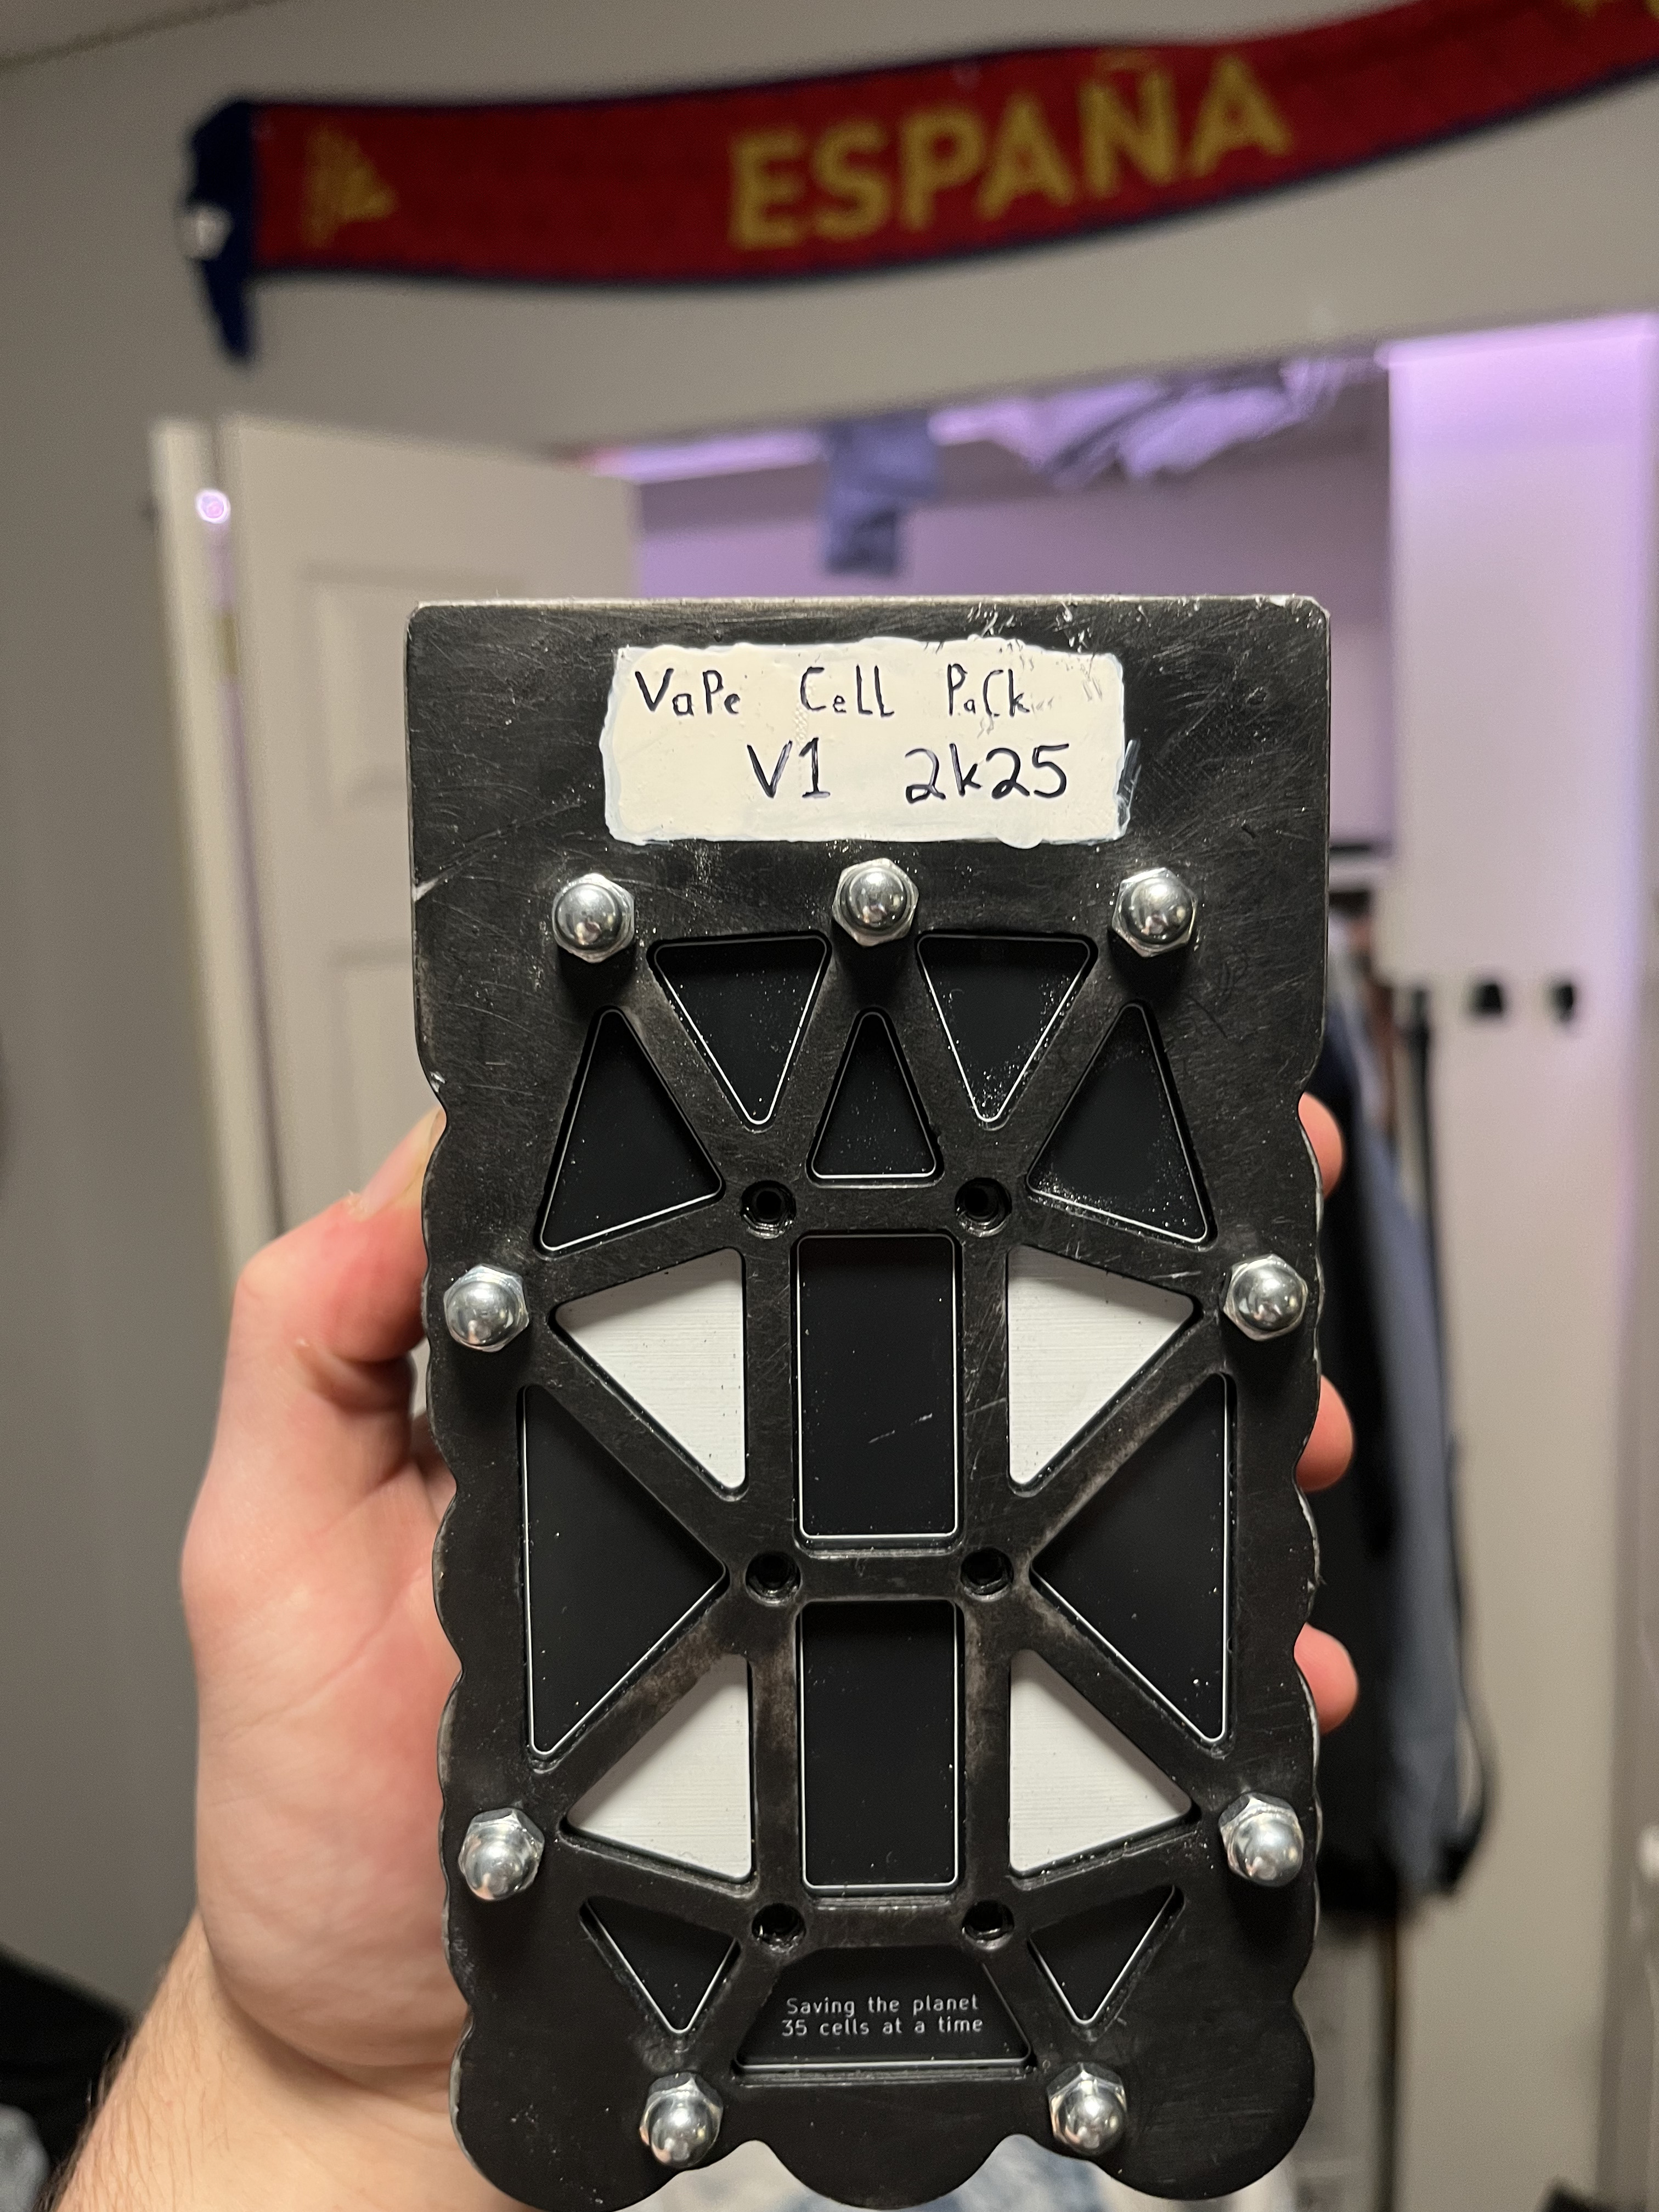 ESPAÑA
VaPe Cell Pack
V1 2k25
Saving the planet
35 cells at a time